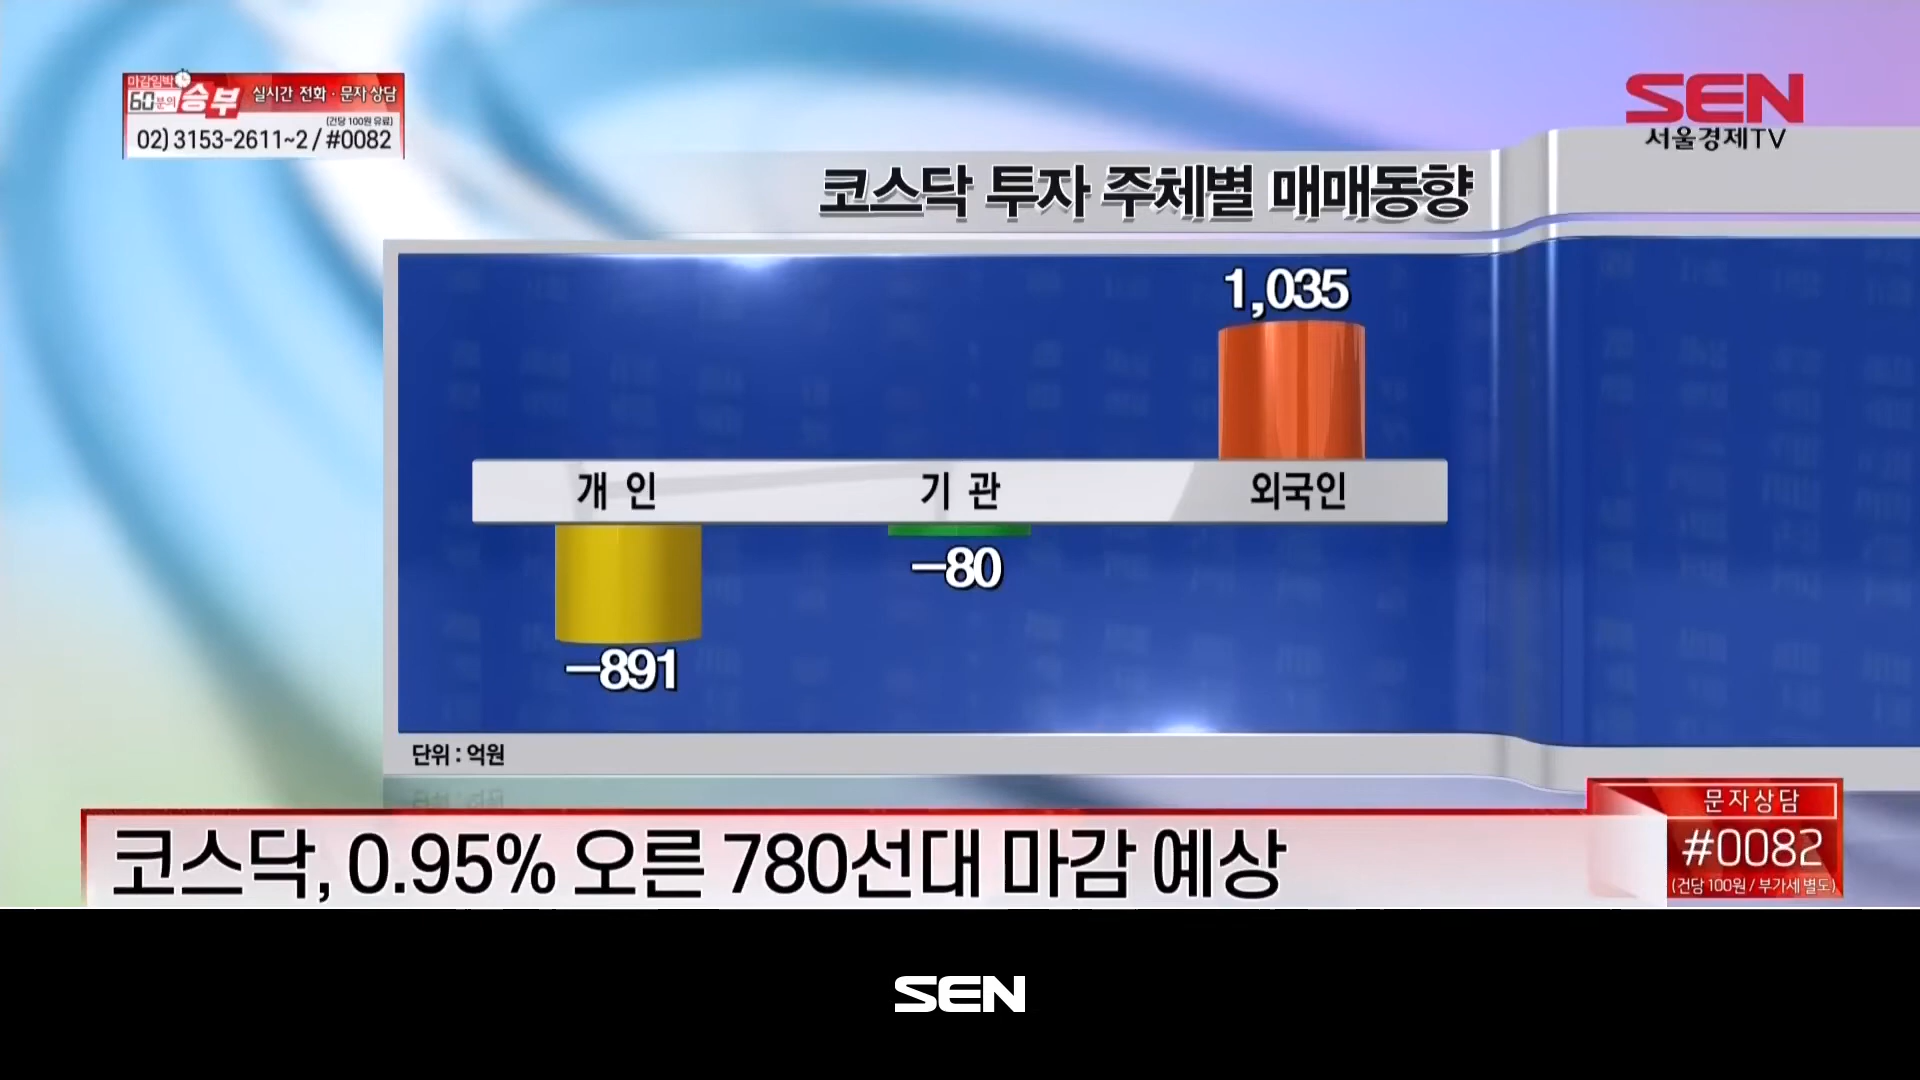 마감임박
60분의 승부 실시간 전화·문자 상담
(건당 100원 유료)
02) 3153-2611~2 / #0082
SEN
서울경제TV
코스닥 투자 주체별 매매동향
1,035
개 인 기 관 외국인
-80
-891
단위 : 억원
문자상담
#0082
(건당 100원 / 부가세 별도)
코스닥, 0.95% 오른 780선대 마감 예상
SEN